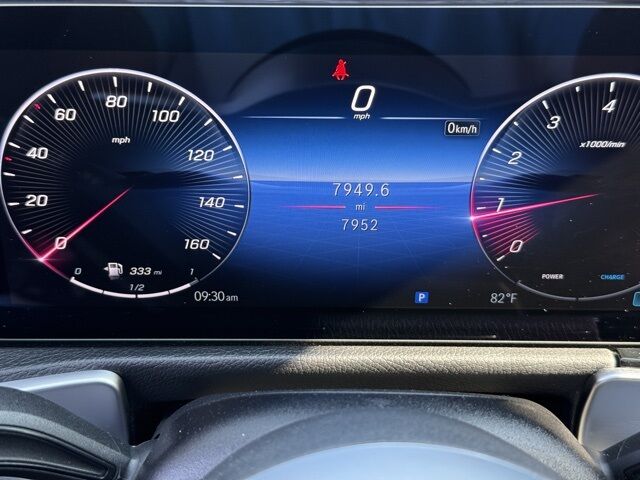 0
mph
0 km/h
7949.6
mi
7952
0
20
40
60
80
100
120
140
160
mph
333 mi
0
1/2
1
09:30 am
P
82°F
0
1
2
3
4
x1000/min
POWER
CHARGE